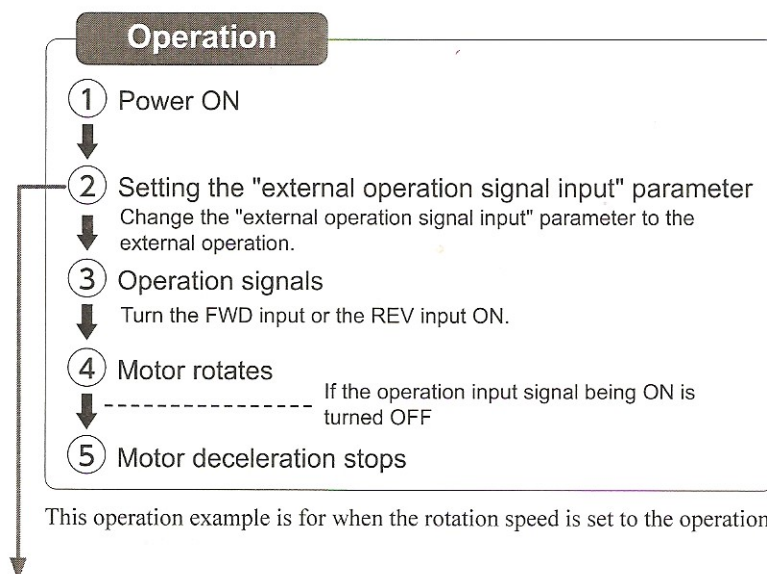 Operation
1 Power ON
2 Setting the "external operation signal input" parameter
Change the "external operation signal input" parameter to the
external operation.
3 Operation signals
Turn the FWD input or the REV input ON.
4 Motor rotates
If the operation input signal being ON is
turned OFF
5 Motor deceleration stops
This operation example is for when the rotation speed is set to the operation